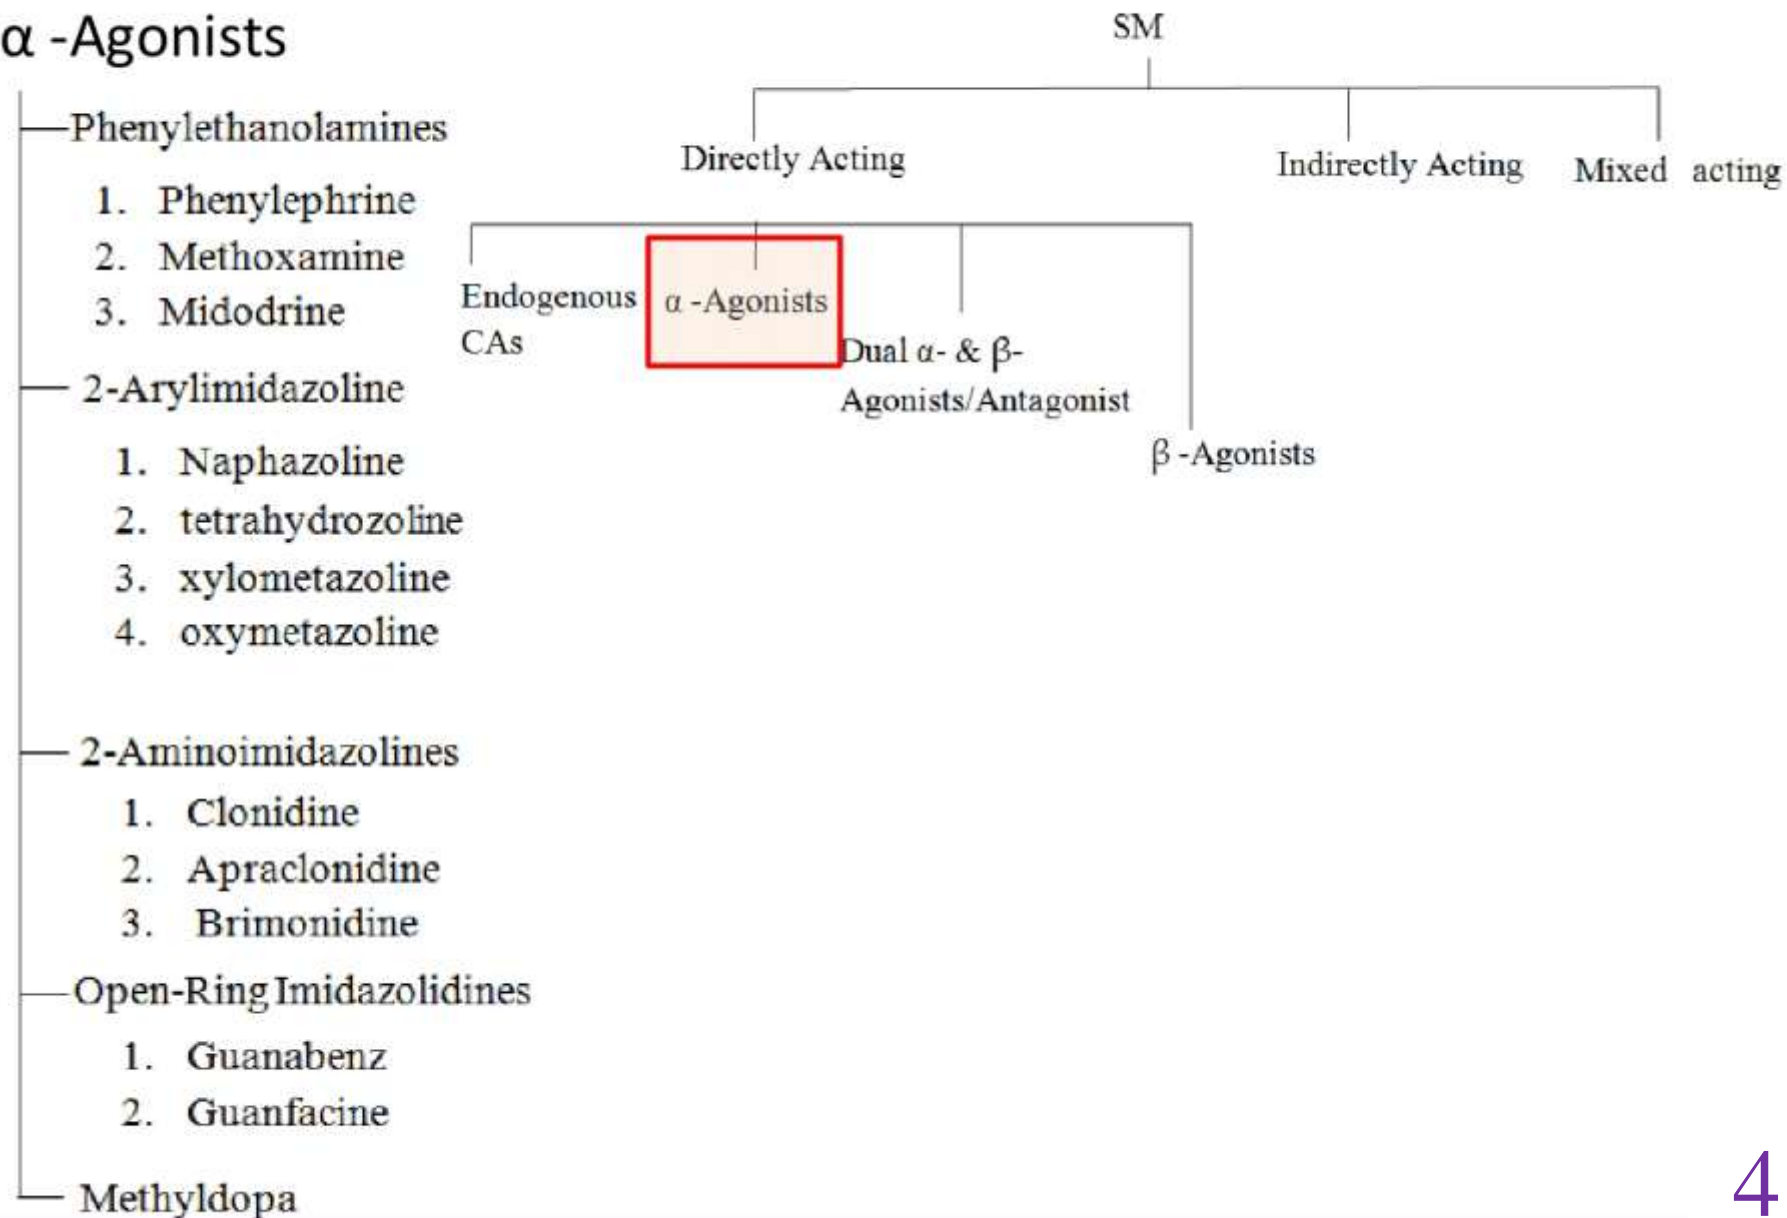 α -Agonists
Phenylethanolamines
1. Phenylephrine
2. Methoxamine
3. Midodrine
2-Arylimidazoline
1. Naphazoline
2. tetrahydrozoline
3. xylometazoline
4. oxymetazoline
2-Aminoimidazolines
1. Clonidine
2. Apraclonidine
3. Brimonidine
Open-Ring Imidazolidines
1. Guanabenz
2. Guanfacine
Methyldopa
SM
Directly Acting
Indirectly Acting
Mixed acting
Endogenous
CAs
α -Agonists
Dual α- & β-
Agonists/Antagonist
β -Agonists
4